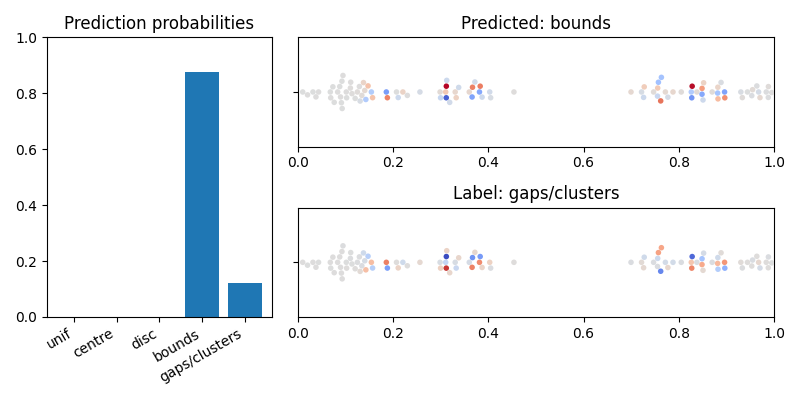 Prediction probabilities
1.0
0.8
0.6
0.4
0.2
0.0
unif
centre
disc
bounds
gaps/clusters
Predicted: bounds
0.0 0.2 0.4 0.6 0.8 1.0
Label: gaps/clusters
0.0 0.2 0.4 0.6 0.8 1.0